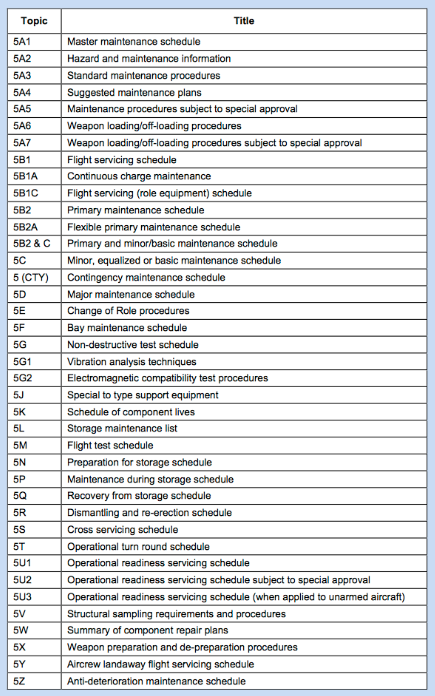 Topic Title
5A1 Master maintenance schedule
5A2 Hazard and maintenance information
5A3 Standard maintenance procedures
5A4 Suggested maintenance plans
5A5 Maintenance procedures subject to special approval
5A6 Weapon loading/off-loading procedures
5A7 Weapon loading/off-loading procedures subject to special approval
5B1 Flight servicing schedule
5B1A Continuous charge maintenance
5B1C Flight servicing (role equipment) schedule
5B2 Primary maintenance schedule
5B2A Flexible primary maintenance schedule
5B2 & C Primary and minor/basic maintenance schedule
5C Minor, equalized or basic maintenance schedule
5 (CTY) Contingency maintenance schedule
5D Major maintenance schedule
5E Change of Role procedures
5F Bay maintenance schedule
5G Non-destructive test schedule
5G1 Vibration analysis techniques
5G2 Electromagnetic compatibility test procedures
5J Special to type support equipment
5K Schedule of component lives
5L Storage maintenance list
5M Flight test schedule
5N Preparation for storage schedule
5P Maintenance during storage schedule
5Q Recovery from storage schedule
5R Dismantling and re-erection schedule
5S Cross servicing schedule
5T Operational turn round schedule
5U1 Operational readiness servicing schedule
5U2 Operational readiness servicing schedule subject to special approval
5U3 Operational readiness servicing schedule (when applied to unarmed aircraft)
5V Structural sampling requirements and procedures
5W Summary of component repair plans
5X Weapon preparation and de-preparation procedures
5Y Aircrew landaway flight servicing schedule
5Z Anti-deterioration maintenance schedule